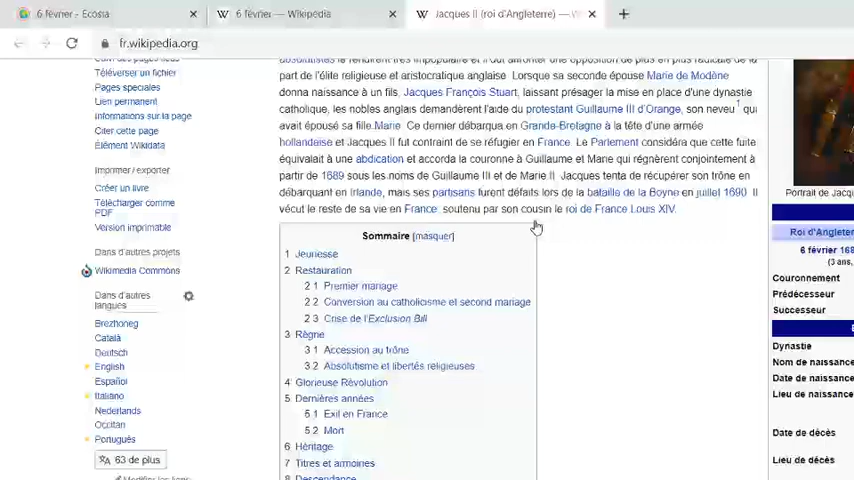 6 février - Ecosia
6 février — Wikipédia
Jacques II (roi d'Angleterre) — W
fr.wikipedia.org
Téléverser un fichier
Pages spéciales
Lien permanent
Informations sur la page
Citer cette page
Élément Wikidata
Imprimer / exporter
Créer un livre
Télécharger comme
PDF
Version imprimable
Dans d'autres projets
Wikimedia Commons
Dans d'autres
langues
Brezhoneg
Català
Deutsch
English
Español
Italiano
Nederlands
Occitan
Português
63 de plus
Modifier les liens
absolutistes le rendirent très impopulaire et il dut affronter une opposition de plus en plus radicale de la
part de l'élite religieuse et aristocratique anglaise. Lorsque sa seconde épouse Marie de Modène
donna naissance à un fils, Jacques François Stuart, laissant présager la mise en place d'une dynastie
catholique, les nobles anglais demandèrent l'aide du protestant Guillaume III d'Orange, son neveu 1 qui
avait épousé sa fille Marie. Ce dernier débarqua en Grande-Bretagne à la tête d'une armée
hollandaise et Jacques II fut contraint de se réfugier en France. Le Parlement considéra que cette fuite
équivalait à une abdication et accorda la couronne à Guillaume et Marie qui régnèrent conjointement à
partir de 1689 sous les noms de Guillaume III et de Marie II. Jacques tenta de récupérer son trône en
débarquant en Irlande, mais ses partisans furent défaits lors de la bataille de la Boyne en juillet 1690. Il
vécut le reste de sa vie en France, soutenu par son cousin le roi de France Louis XIV.
Sommaire [masquer]
1 Jeunesse
2 Restauration
2.1 Premier mariage
2.2 Conversion au catholicisme et second mariage
2.3 Crise de l'Exclusion Bill
3 Règne
3.1 Accession au trône
3.2 Absolutisme et libertés religieuses
4 Glorieuse Révolution
5 Dernières années
5.1 Exil en France
5.2 Mort
6 Héritage
7 Titres et armoiries
8 Descendance
Portrait de Jacq
Roi d'Angleter
6 février 168
(3 ans,
Couronnement
Prédécesseur
Successeur
Dynastie
Nom de naissance
Date de naissance
Lieu de naissance
Date de décès
Lieu de décès